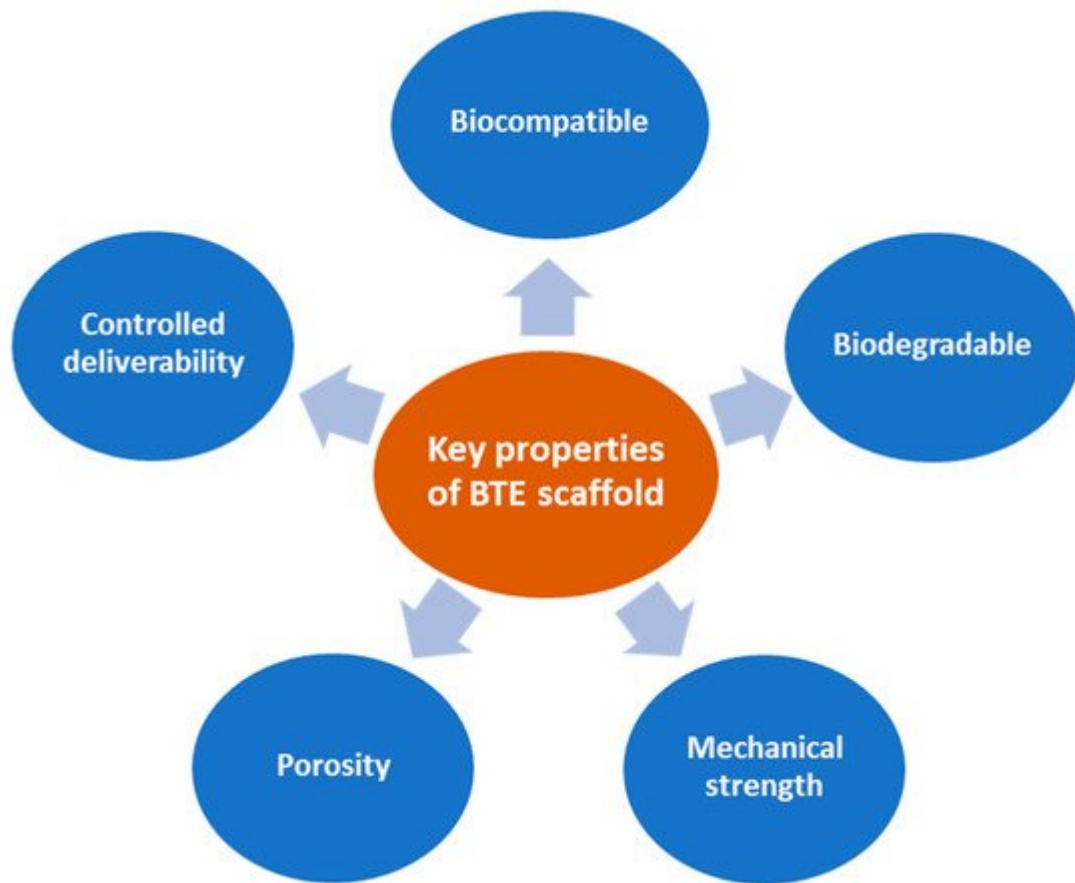 Biocompatible
Controlled
deliverability
Biodegradable
Key properties
of BTE scaffold
Porosity
Mechanical
strength